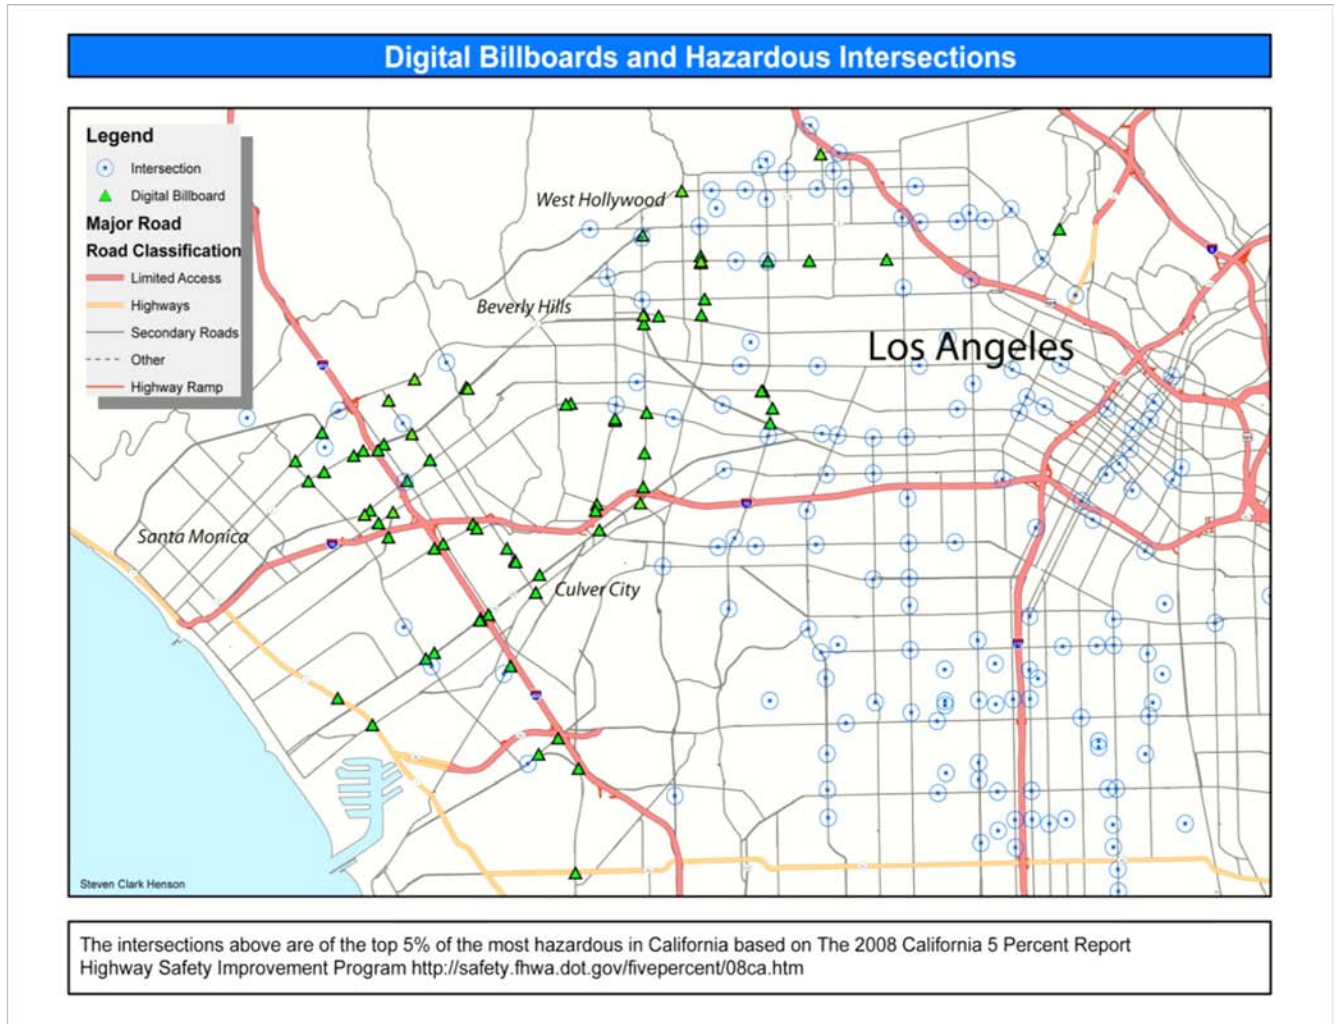 Digital Billboards and Hazardous Intersections
Legend
Intersection
Digital Billboard
Major Road
Road Classification
Limited Access
Highways
Secondary Roads
Other
Highway Ramp
West Hollywood
Beverly Hills
Los Angeles
Santa Monica
Culver City
Steven Clark Henson
The intersections above are of the top 5% of the most hazardous in California based on The 2008 California 5 Percent Report
Highway Safety Improvement Program http://safety.fhwa.dot.gov/fivepercent/08ca.htm